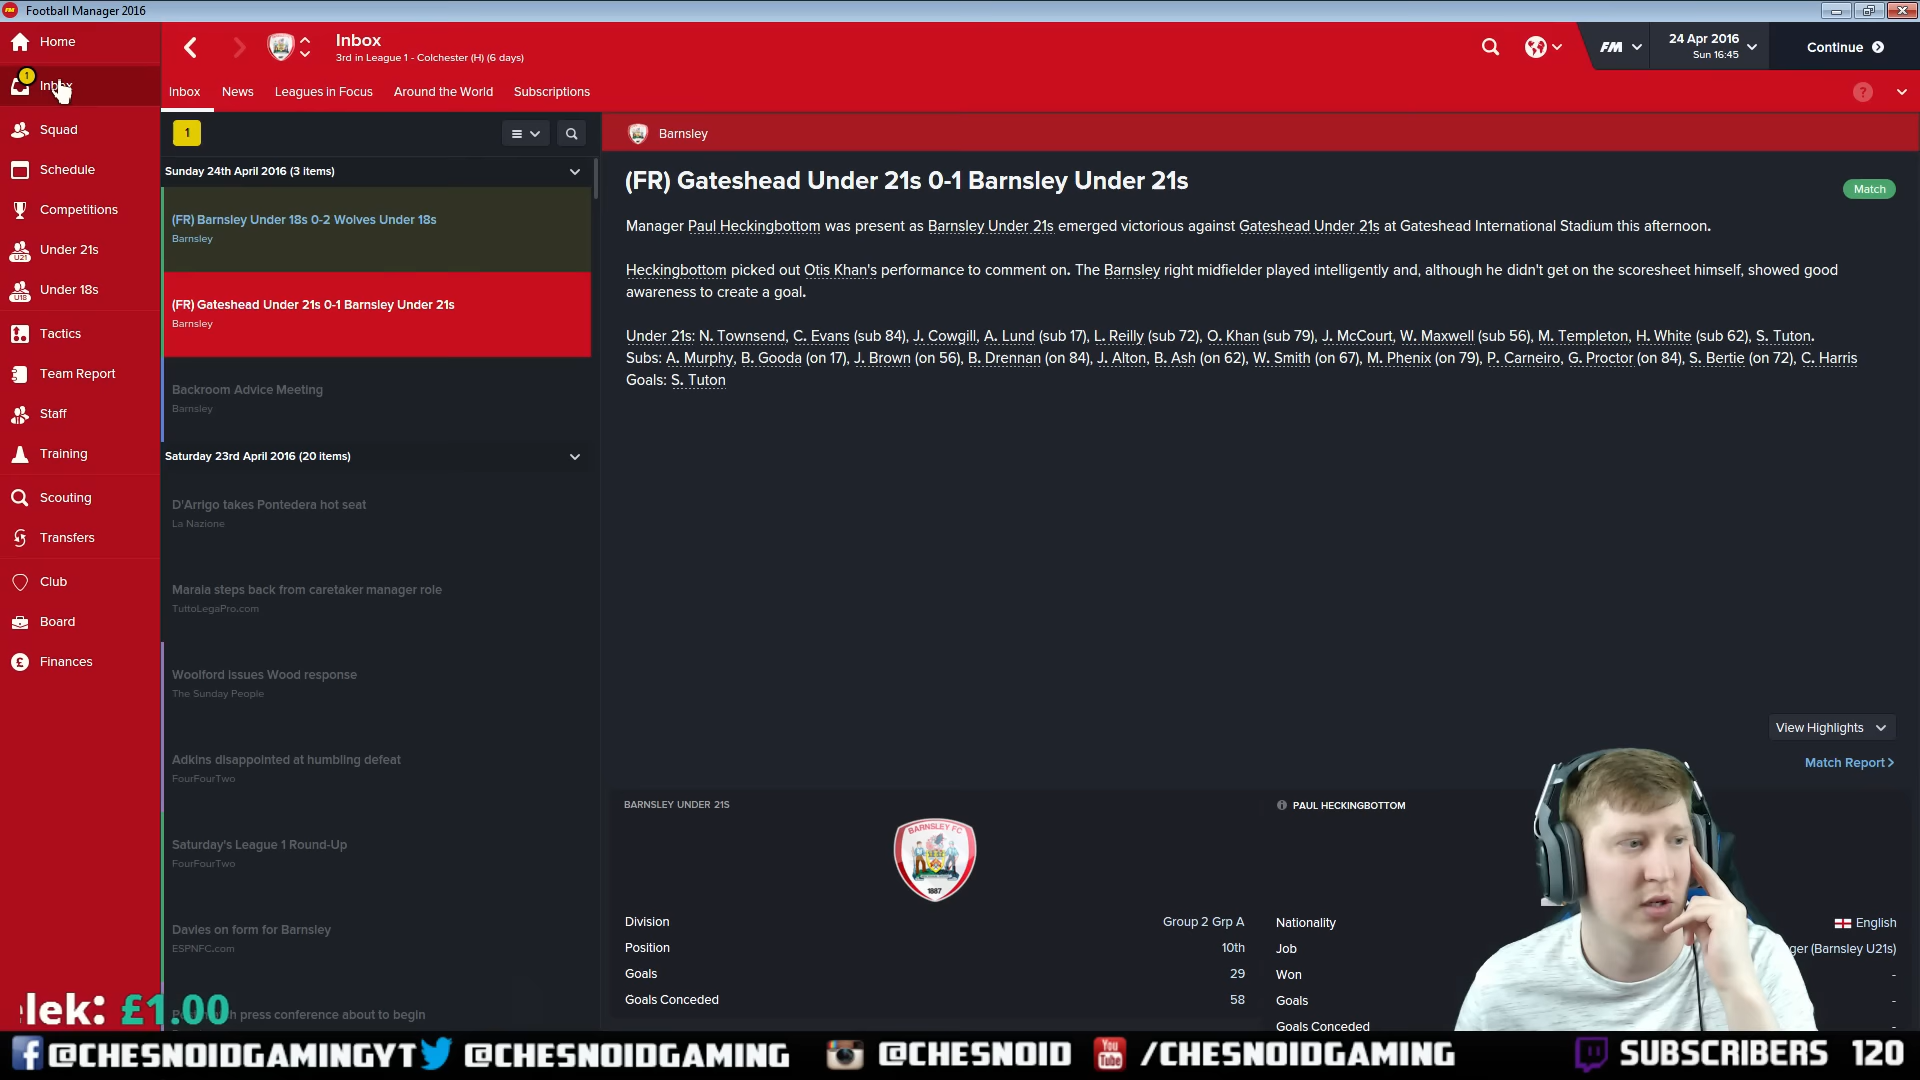 Football Manager 2016
Home
1
Inbox
Squad
Schedule
Competitions
U21
Under 21s
U18
Under 18s
Tactics
Team Report
Staff
Training
Scouting
Transfers
Club
Board
Finances
Inbox
3rd in League 1 - Colchester (H) (6 days)
FM
24 Apr 2016
Sun 16:45
Continue
Inbox News Leagues in Focus Around the World Subscriptions
?
1
Sunday 24th April 2016 (3 items)
(FR) Barnsley Under 18s 0-2 Wolves Under 18s
Barnsley
(FR) Gateshead Under 21s 0-1 Barnsley Under 21s
Barnsley
Backroom Advice Meeting
Barnsley
Saturday 23rd April 2016 (20 items)
D'Arrigo takes Pontedera hot seat
La Nazione
Maraia steps back from caretaker manager role
TuttoLegaPro.com
Woolford issues Wood response
The Sunday People
Adkins disappointed at humbling defeat
FourFourTwo
Saturday's League 1 Round-Up
FourFourTwo
Davies on form for Barnsley
ESPNFC.com
press conference about to begin
Barnsley
(FR) Gateshead Under 21s 0-1 Barnsley Under 21s
Match
Manager Paul Heckingbottom was present as Barnsley Under 21s emerged victorious against Gateshead Under 21s at Gateshead International Stadium this afternoon.
Heckingbottom picked out Otis Khan's performance to comment on. The Barnsley right midfielder played intelligently and, although he didn't get on the scoresheet himself, showed good
awareness to create a goal.
Under 21s: N. Townsend, C. Evans (sub 84), J. Cowgill, A. Lund (sub 17), L. Reilly (sub 72), O. Khan (sub 79), J. McCourt, W. Maxwell (sub 56), M. Templeton, H. White (sub 62), S. Tuton.
Subs: A. Murphy, B. Gooda (on 17), J. Brown (on 56), B. Drennan (on 84), J. Alton, B. Ash (on 62), W. Smith (on 67), M. Phenix (on 79), P. Carneiro, G. Proctor (on 84), S. Bertie (on 72), C. Harris
Goals: S. Tuton
View Highlights
Match Report
BARNSLEY UNDER 21S
BARNSLEY FC
1887
Division Group 2 Grp A
Position 10th
Goals 29
Goals Conceded 58
PAUL HECKINGBOTTOM
Nationality English
Job ger (Barnsley U21s)
Won -
Goals -
Goals Conceded -
lek: £1.00
@CHESNOIDGAMINGYT @CHESNOIDGAMING @CHESNOID You Tube /CHESNOIDGAMING SUBSCRIBERS 120